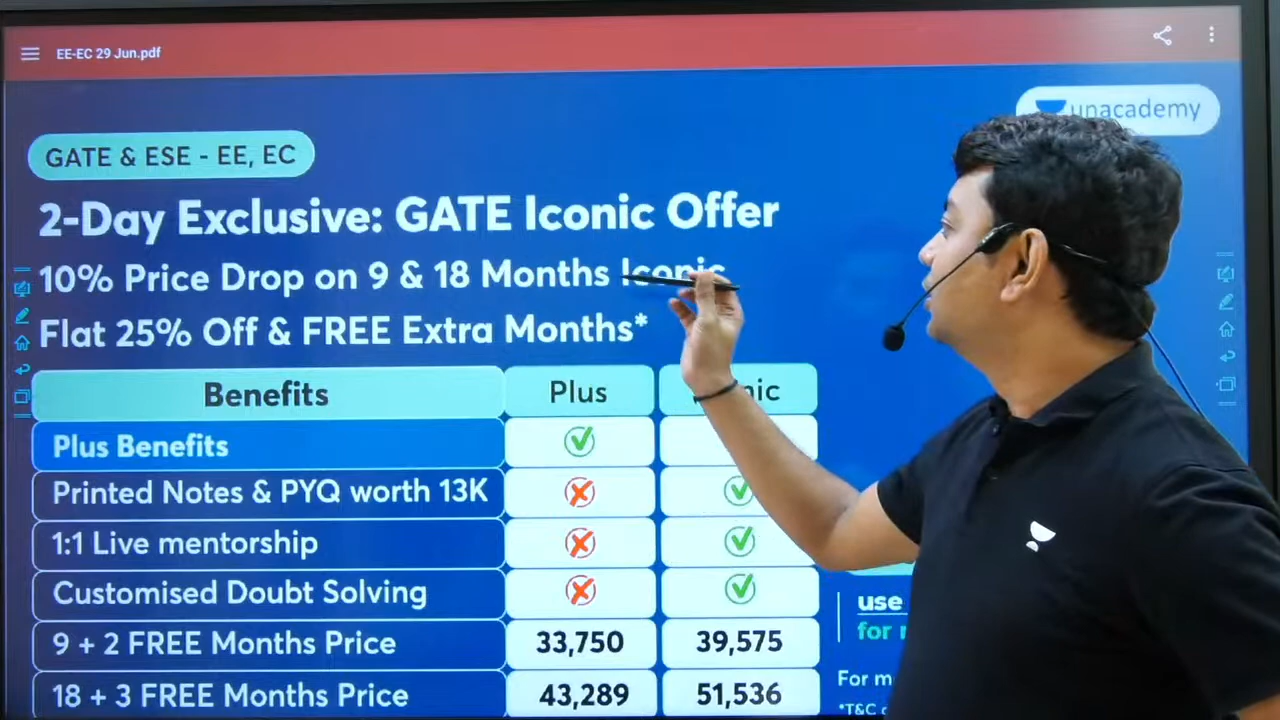 EE-EC 29 Jun.pdf
unacademy
GATE & ESE - EE, EC
2-Day Exclusive: GATE Iconic Offer
10% Price Drop on 9 & 18 Months Iconic
Flat 25% Off & FREE Extra Months*
Benefits Plus
Plus Benefits
Printed Notes & PYQ worth 13K
1:1 Live mentorship
Customised Doubt Solving
9 + 2 FREE Months Price 33,750 39,575
18 + 3 FREE Months Price 43,289 51,536
use
for
For
*T&C